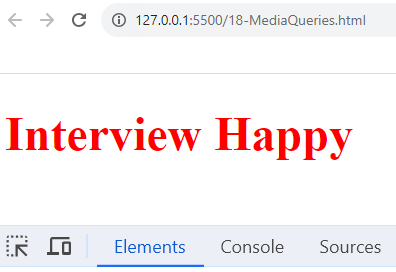 127.0.0.1:5500/18-MediaQueries.html
Interview Happy
Elements Console Sources